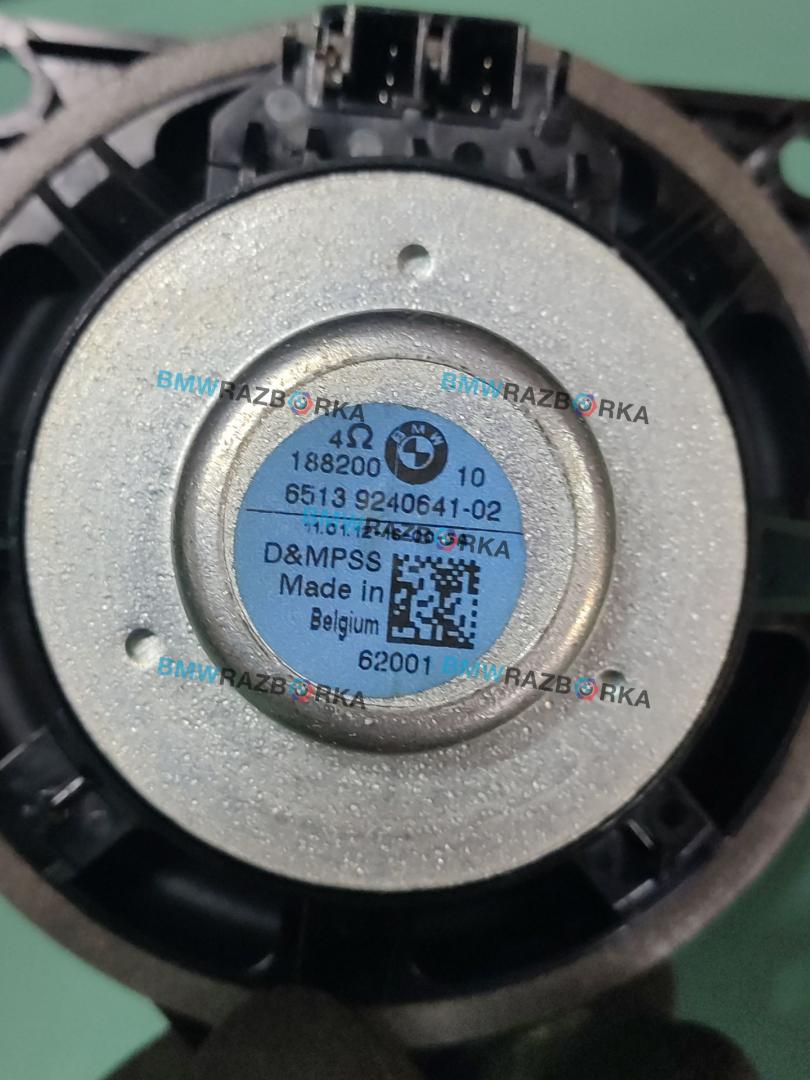 BMWRAZBORKA
BMWRAZBORKA
4Ω
BMW
188200
10
6513 9240641-02
BMWRAZBORKA
D&MPSS
Made in
Belgium
62001
BMWRAZBORKA
BMWRAZBORKA